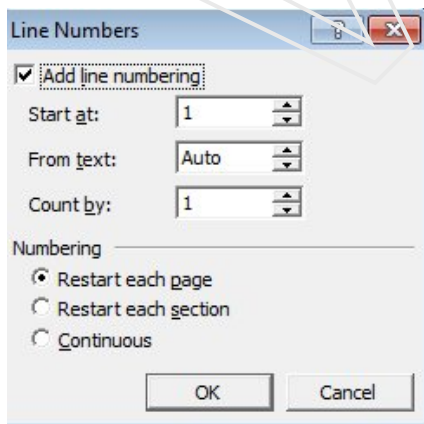 Line Numbers
Add line numbering
Start at: 1
From text: Auto
Count by: 1
Numbering
Restart each page
Restart each section
Continuous
OK Cancel